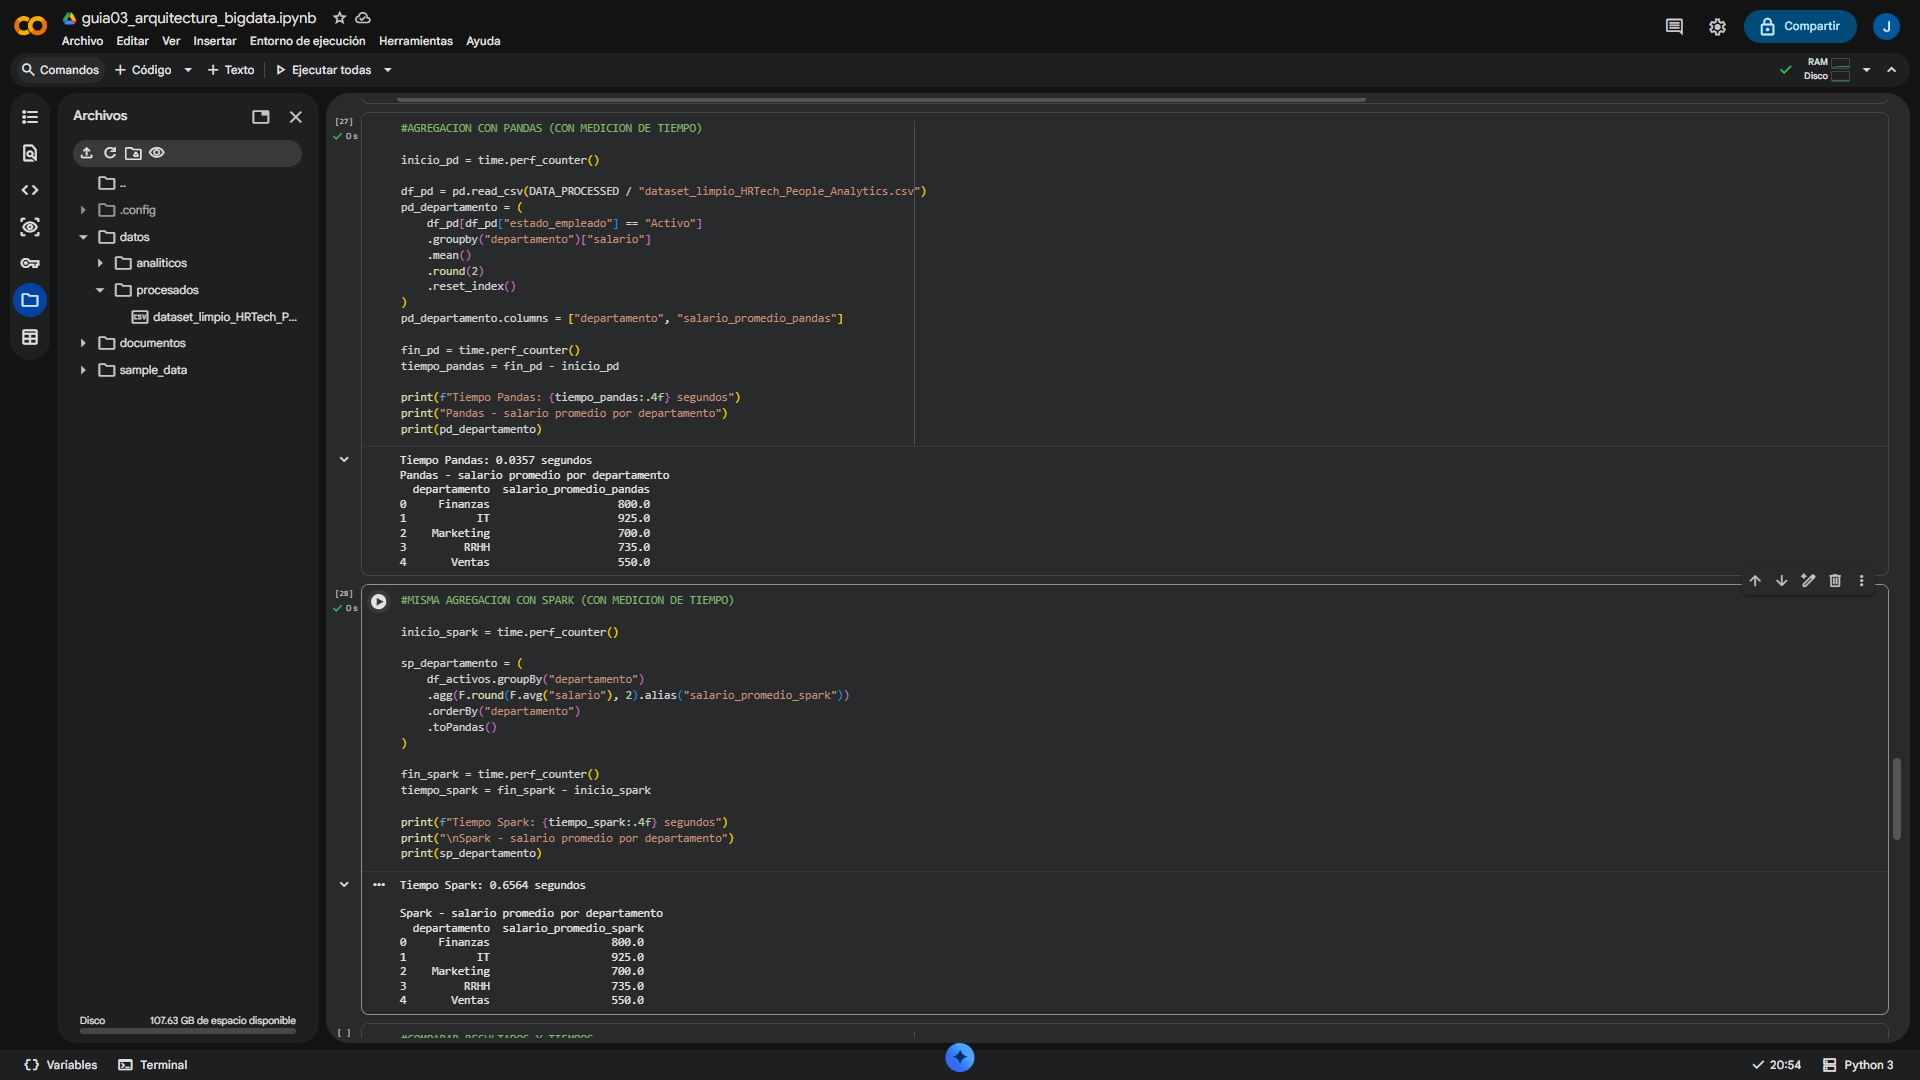 guia03_arquitectura_bigdata.ipynb
Archivo Editar Ver Insertar Entorno de ejecución Herramientas Ayuda
Compartir
J
Comandos + Código + Texto Ejecutar todas
RAM
Disco
Archivos
..
.config
datos
analiticos
procesados
CSV dataset_limpio_HRTech_P...
documentos
sample_data
Disco 107.63 GB de espacio disponible
[27]
0 s
#AGREGACION CON PANDAS (CON MEDICION DE TIEMPO)
inicio_pd = time.perf_counter()
df_pd = pd.read_csv(DATA_PROCESSED / "dataset_limpio_HRTech_People_Analytics.csv")
pd_departamento = (
    df_pd[df_pd["estado_empleado"] == "Activo"]
    .groupby("departamento")["salario"]
    .mean()
    .round(2)
    .reset_index()
)
pd_departamento.columns = ["departamento", "salario_promedio_pandas"]
fin_pd = time.perf_counter()
tiempo_pandas = fin_pd - inicio_pd
print(f"Tiempo Pandas: {tiempo_pandas:.4f} segundos")
print("Pandas - salario promedio por departamento")
print(pd_departamento)
Tiempo Pandas: 0.0357 segundos
Pandas - salario promedio por departamento
  departamento  salario_promedio_pandas
0     Finanzas                    800.0
1           IT                    925.0
2    Marketing                    700.0
3         RRHH                    735.0
4       Ventas                    550.0
[28]
0 s
#MISMA AGREGACION CON SPARK (CON MEDICION DE TIEMPO)
inicio_spark = time.perf_counter()
sp_departamento = (
    df_activos.groupBy("departamento")
    .agg(F.round(F.avg("salario"), 2).alias("salario_promedio_spark"))
    .orderBy("departamento")
    .toPandas()
)
fin_spark = time.perf_counter()
tiempo_spark = fin_spark - inicio_spark
print(f"Tiempo Spark: {tiempo_spark:.4f} segundos")
print("\nSpark - salario promedio por departamento")
print(sp_departamento)
Tiempo Spark: 0.6564 segundos
Spark - salario promedio por departamento
  departamento  salario_promedio_spark
0     Finanzas                   800.0
1           IT                   925.0
2    Marketing                   700.0
3         RRHH                   735.0
4       Ventas                   550.0
[ ]
#COMPARAR RESULTADOS Y TIEMPOS
Variables Terminal
20:54 Python 3